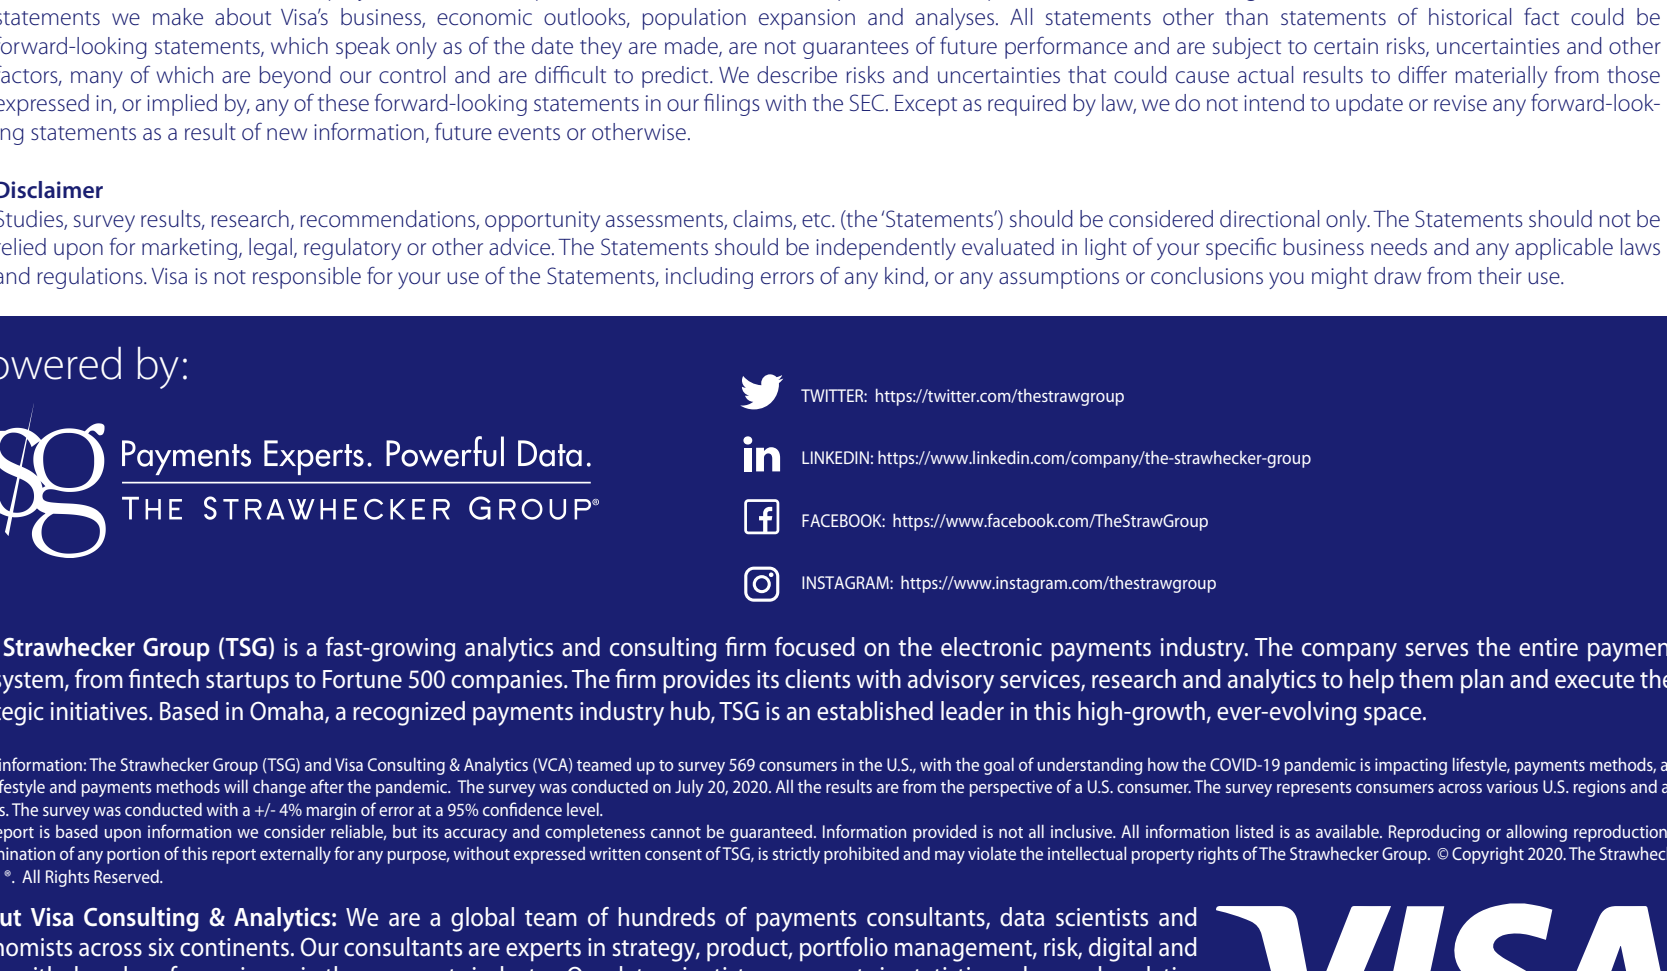 statements we make about Visa's business, economic outlooks, population expansion and analyses. All statements other than statements of historical fact could be
forward-looking statements, which speak only as of the date they are made, are not guarantees of future performance and are subject to certain risks, uncertainties and other
factors, many of which are beyond our control and are difficult to predict. We describe risks and uncertainties that could cause actual results to differ materially from those
expressed in, or implied by, any of these forward-looking statements in our filings with the SEC. Except as required by law, we do not intend to update or revise any forward-look-
ing statements as a result of new information, future events or otherwise.
Disclaimer
Studies, survey results, research, recommendations, opportunity assessments, claims, etc. (the 'Statements') should be considered directional only. The Statements should not be
relied upon for marketing, legal, regulatory or other advice. The Statements should be independently evaluated in light of your specific business needs and any applicable laws
and regulations. Visa is not responsible for your use of the Statements, including errors of any kind, or any assumptions or conclusions you might draw from their use.
owered by:
tsg
Payments Experts. Powerful Data.
THE STRAWHECKER GROUP®
TWITTER: https://twitter.com/thestrawgroup
LINKEDIN: https://www.linkedin.com/company/the-strawhecker-group
FACEBOOK: https://www.facebook.com/TheStrawGroup
INSTAGRAM: https://www.instagram.com/thestrawgroup
Strawhecker Group (TSG) is a fast-growing analytics and consulting firm focused on the electronic payments industry. The company serves the entire paymen
system, from fintech startups to Fortune 500 companies. The firm provides its clients with advisory services, research and analytics to help them plan and execute the
tegic initiatives. Based in Omaha, a recognized payments industry hub, TSG is an established leader in this high-growth, ever-evolving space.
information: The Strawhecker Group (TSG) and Visa Consulting & Analytics (VCA) teamed up to survey 569 consumers in the U.S., with the goal of understanding how the COVID-19 pandemic is impacting lifestyle, payments methods, a
festyle and payments methods will change after the pandemic. The survey was conducted on July 20, 2020. All the results are from the perspective of a U.S. consumer. The survey represents consumers across various U.S. regions and a
s. The survey was conducted with a +/- 4% margin of error at a 95% confidence level.
eport is based upon information we consider reliable, but its accuracy and completeness cannot be guaranteed. Information provided is not all inclusive. All information listed is as available. Reproducing or allowing reproduction
mination of any portion of this report externally for any purpose, without expressed written consent of TSG, is strictly prohibited and may violate the intellectual property rights of The Strawhecker Group. © Copyright 2020. The Strawhec
®. All Rights Reserved.
ut Visa Consulting & Analytics: We are a global team of hundreds of payments consultants, data scientists and
nomists across six continents. Our consultants are experts in strategy, product, portfolio management, risk, digital and
VISA